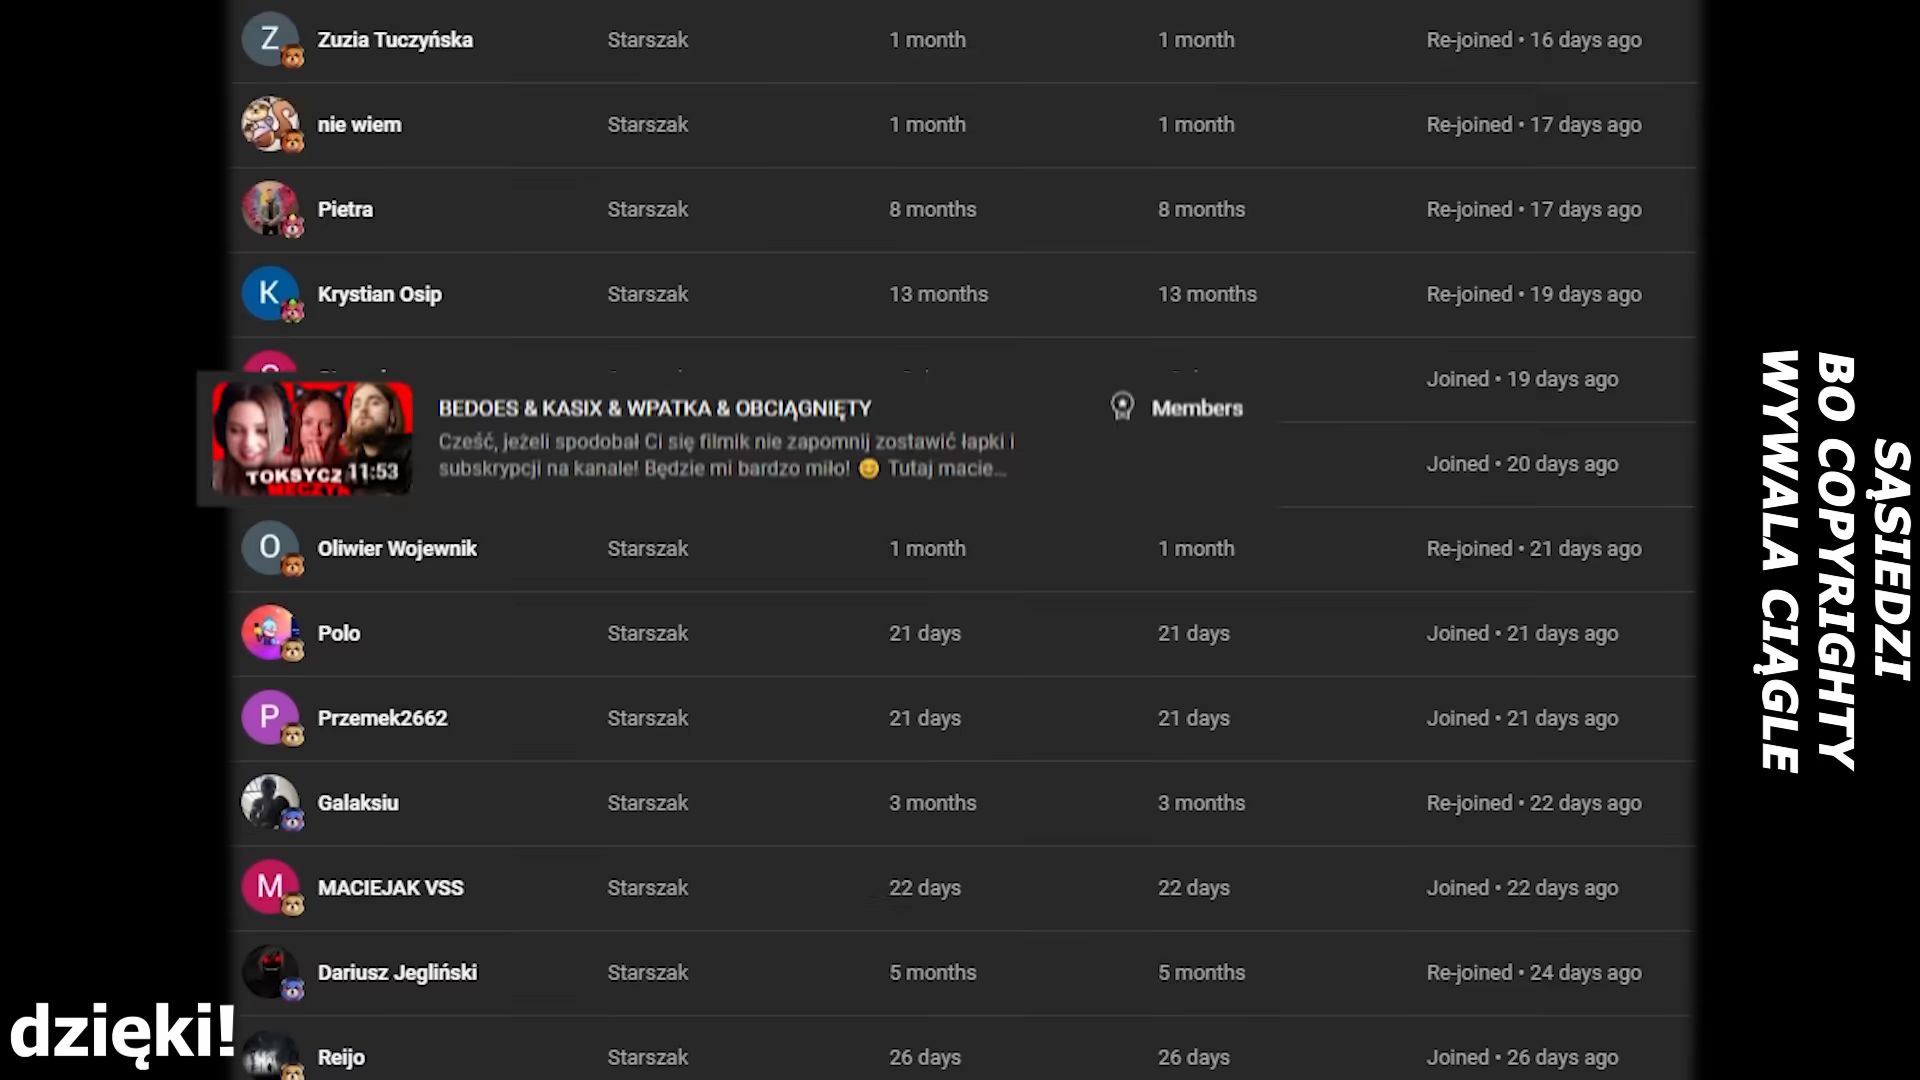 Z Zuzia Tuczyńska Starszak 1 month 1 month Re-joined • 16 days ago
nie wiem Starszak 1 month 1 month Re-joined • 17 days ago
Pietra Starszak 8 months 8 months Re-joined • 17 days ago
K Krystian Osip Starszak 13 months 13 months Re-joined • 19 days ago
Joined • 19 days ago
BEDOES & KASIX & WPATKA & OBCIĄGNIĘTY Members
Cześć, jeżeli spodobał Ci się filmik nie zapomnij zostawić łapki i
subskrypcji na kanale! Będzie mi bardzo miło! 😊 Tutaj macie...
TOKSYCZ 11:53
Joined • 20 days ago
O Oliwier Wojewnik Starszak 1 month 1 month Re-joined • 21 days ago
Polo Starszak 21 days 21 days Joined • 21 days ago
P Przemek2662 Starszak 21 days 21 days Joined • 21 days ago
Galaksiu Starszak 3 months 3 months Re-joined • 22 days ago
M MACIEJAK VSS Starszak 22 days 22 days Joined • 22 days ago
Dariusz Jegliński Starszak 5 months 5 months Re-joined • 24 days ago
Reijo Starszak 26 days 26 days Joined • 26 days ago
dzięki!
SĄSIEDZI
BO COPYRIGHTY
WYWALA CIĄGLE